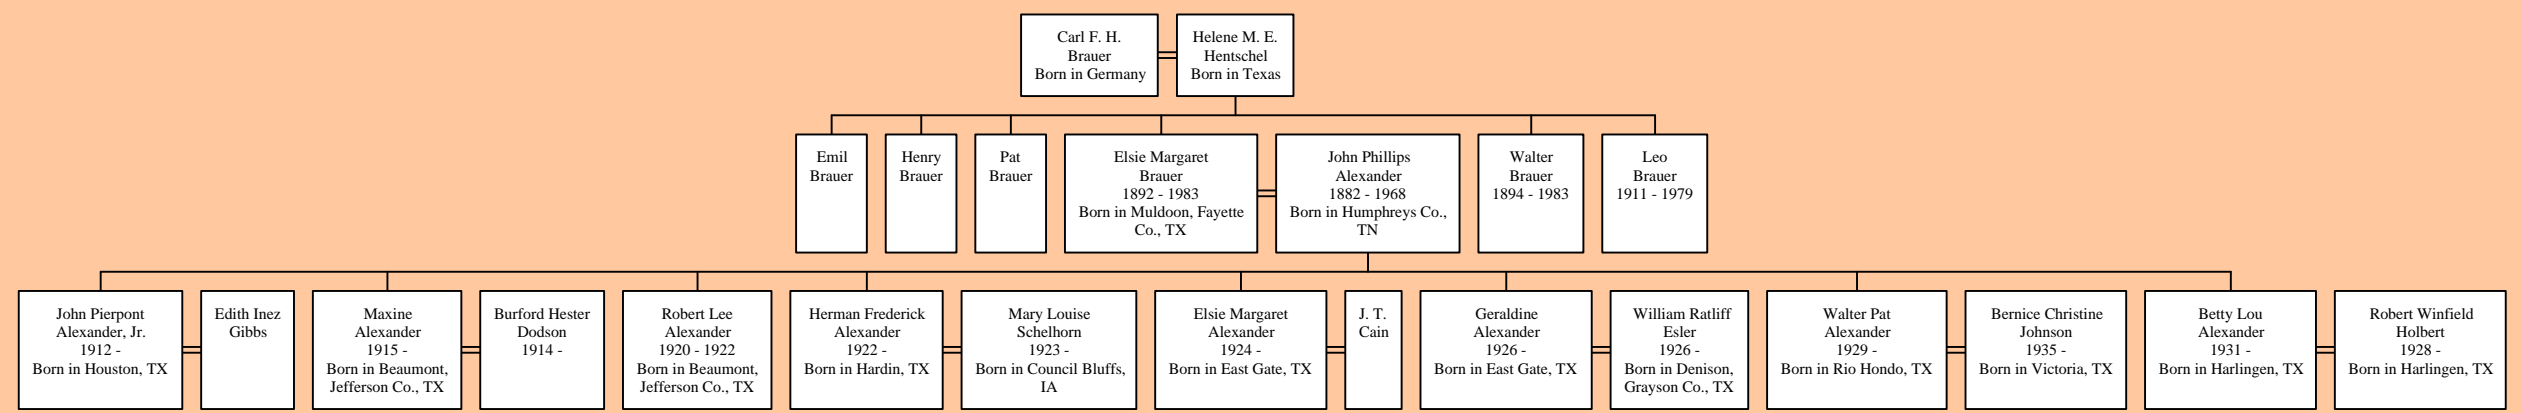 Carl F. H.
Brauer
Born in Germany
Helene M. E.
Hentschel
Born in Texas
Emil
Brauer
Henry
Brauer
Pat
Brauer
Elsie Margaret
Brauer
1892 - 1983
Born in Muldoon, Fayette
Co., TX
John Phillips
Alexander
1882 - 1968
Born in Humphreys Co.,
TN
Walter
Brauer
1894 - 1983
Leo
Brauer
1911 - 1979
John Pierpont
Alexander, Jr.
1912 -
Born in Houston, TX
Edith Inez
Gibbs
Maxine
Alexander
1915 -
Born in Beaumont,
Jefferson Co., TX
Burford Hester
Dodson
1914 -
Robert Lee
Alexander
1920 - 1922
Born in Beaumont,
Jefferson Co., TX
Herman Frederick
Alexander
1922 -
Born in Hardin, TX
Mary Louise
Schelhorn
1923 -
Born in Council Bluffs,
IA
Elsie Margaret
Alexander
1924 -
Born in East Gate, TX
J. T.
Cain
Geraldine
Alexander
1926 -
Born in East Gate, TX
William Ratliff
Esler
1926 -
Born in Denison,
Grayson Co., TX
Walter Pat
Alexander
1929 -
Born in Rio Hondo, TX
Bernice Christine
Johnson
1935 -
Born in Victoria, TX
Betty Lou
Alexander
1931 -
Born in Harlingen, TX
Robert Winfield
Holbert
1928 -
Born in Harlingen, TX